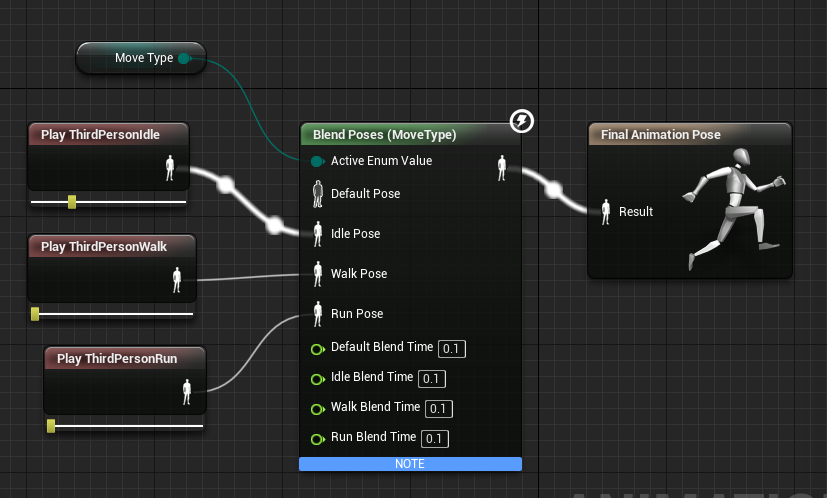 Move Type
Play ThirdPersonIdle
Play ThirdPersonWalk
Play ThirdPersonRun
Blend Poses (MoveType)
Active Enum Value
Default Pose
Idle Pose
Walk Pose
Run Pose
Default Blend Time 0.1
Idle Blend Time 0.1
Walk Blend Time 0.1
Run Blend Time 0.1
NOTE
Final Animation Pose
Result